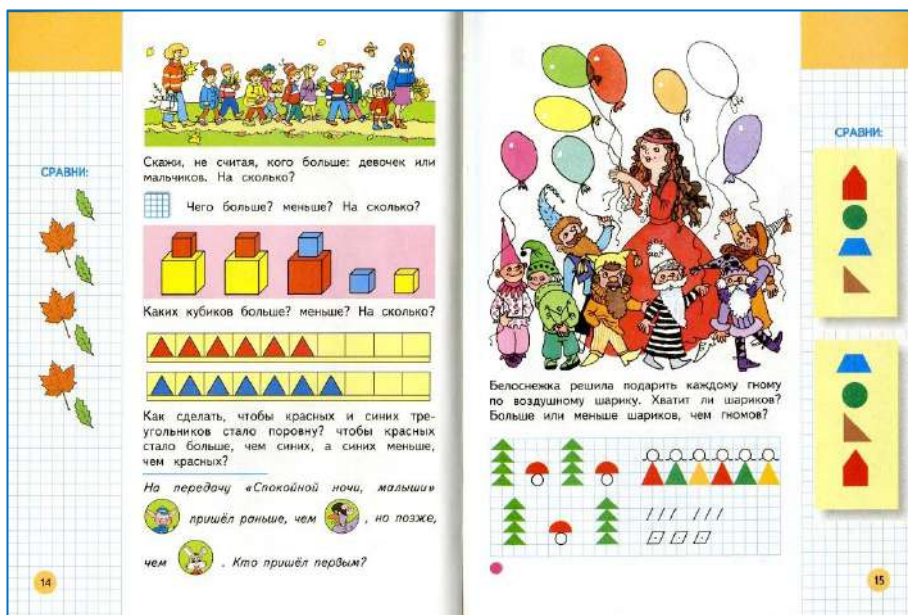 СРАВНИ:
Скажи, не считая, кого больше: девочек или
мальчиков. На сколько?
Чего больше? меньше? На сколько?
Каких кубиков больше? меньше? На сколько?
Как сделать, чтобы красных и синих тре-
угольников стало поровну? чтобы красных
стало больше, чем синих, а синих меньше,
чем красных?
На передачу «Спокойной ночи, малыши»
пришёл раньше, чем , но позже,
чем . Кто пришёл первым?
14
СРАВНИ:
Белоснежка решила подарить каждому гному
по воздушному шарику. Хватит ли шариков?
Больше или меньше шариков, чем гномов?
15